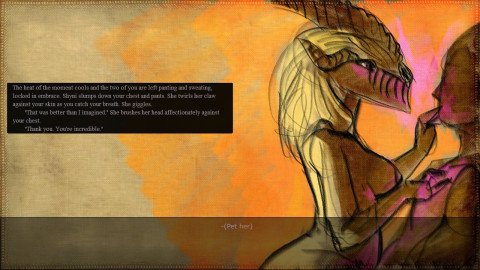 The heat of the moment cools and the two of you are left panting and sweating,
locked in embrace. Shyni slumps down your chest and pants. She twirls her claw
against your skin as you catch your breath. She giggles.
"That was better than I imagined." She brushes her head affectionately against
your chest.
"Thank you. You're incredible."
[Pet her]